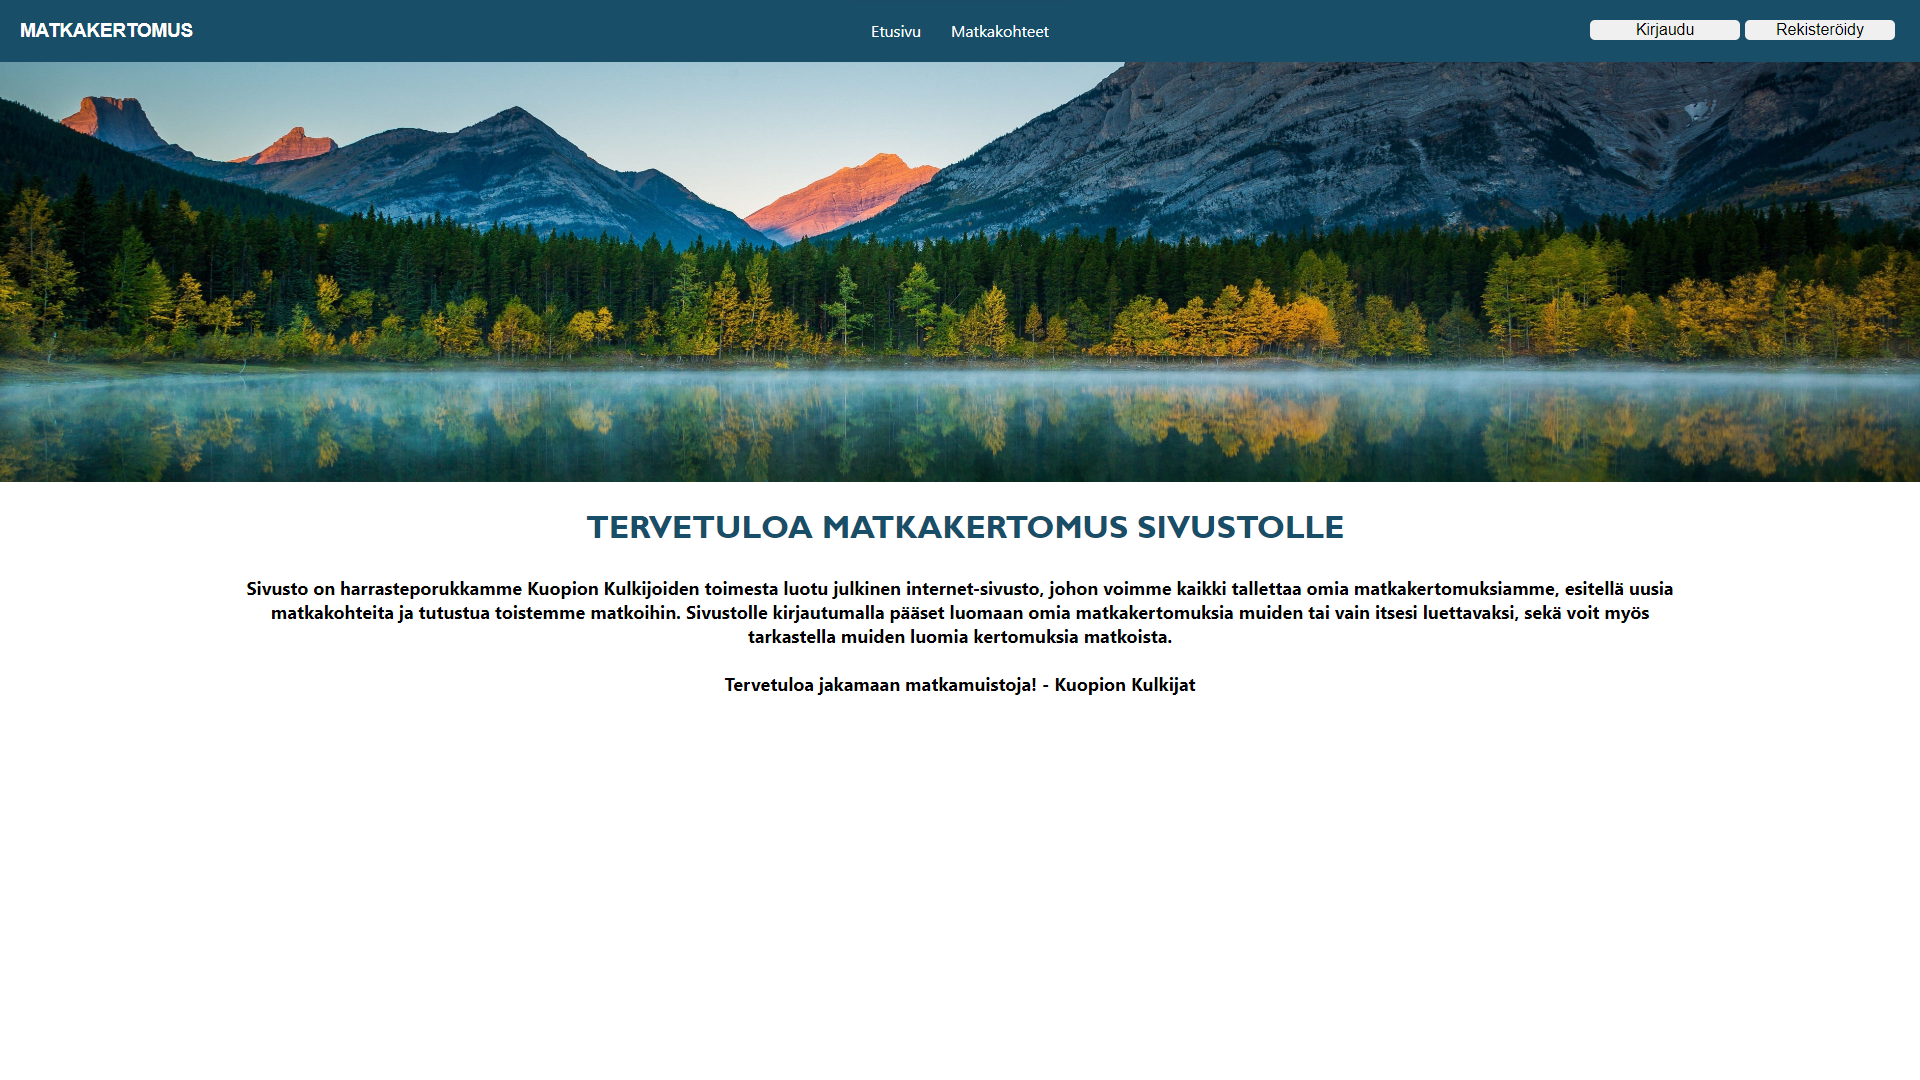 MATKAKERTOMUS
Etusivu
Matkakohteet
Kirjaudu
Rekisteröidy
TERVETULOA MATKAKERTOMUS SIVUSTOLLE
Sivusto on harrasteporukkamme Kuopion Kulkijoiden toimesta luotu julkinen internet-sivusto, johon voimme kaikki tallettaa omia matkakertomuksiamme, esitellä uusia
matkakohteita ja tutustua toistemme matkoihin. Sivustolle kirjautumalla pääset luomaan omia matkakertomuksia muiden tai vain itsesi luettavaksi, sekä voit myös
tarkastella muiden luomia kertomuksia matkoista.
Tervetuloa jakamaan matkamuistoja! - Kuopion Kulkijat